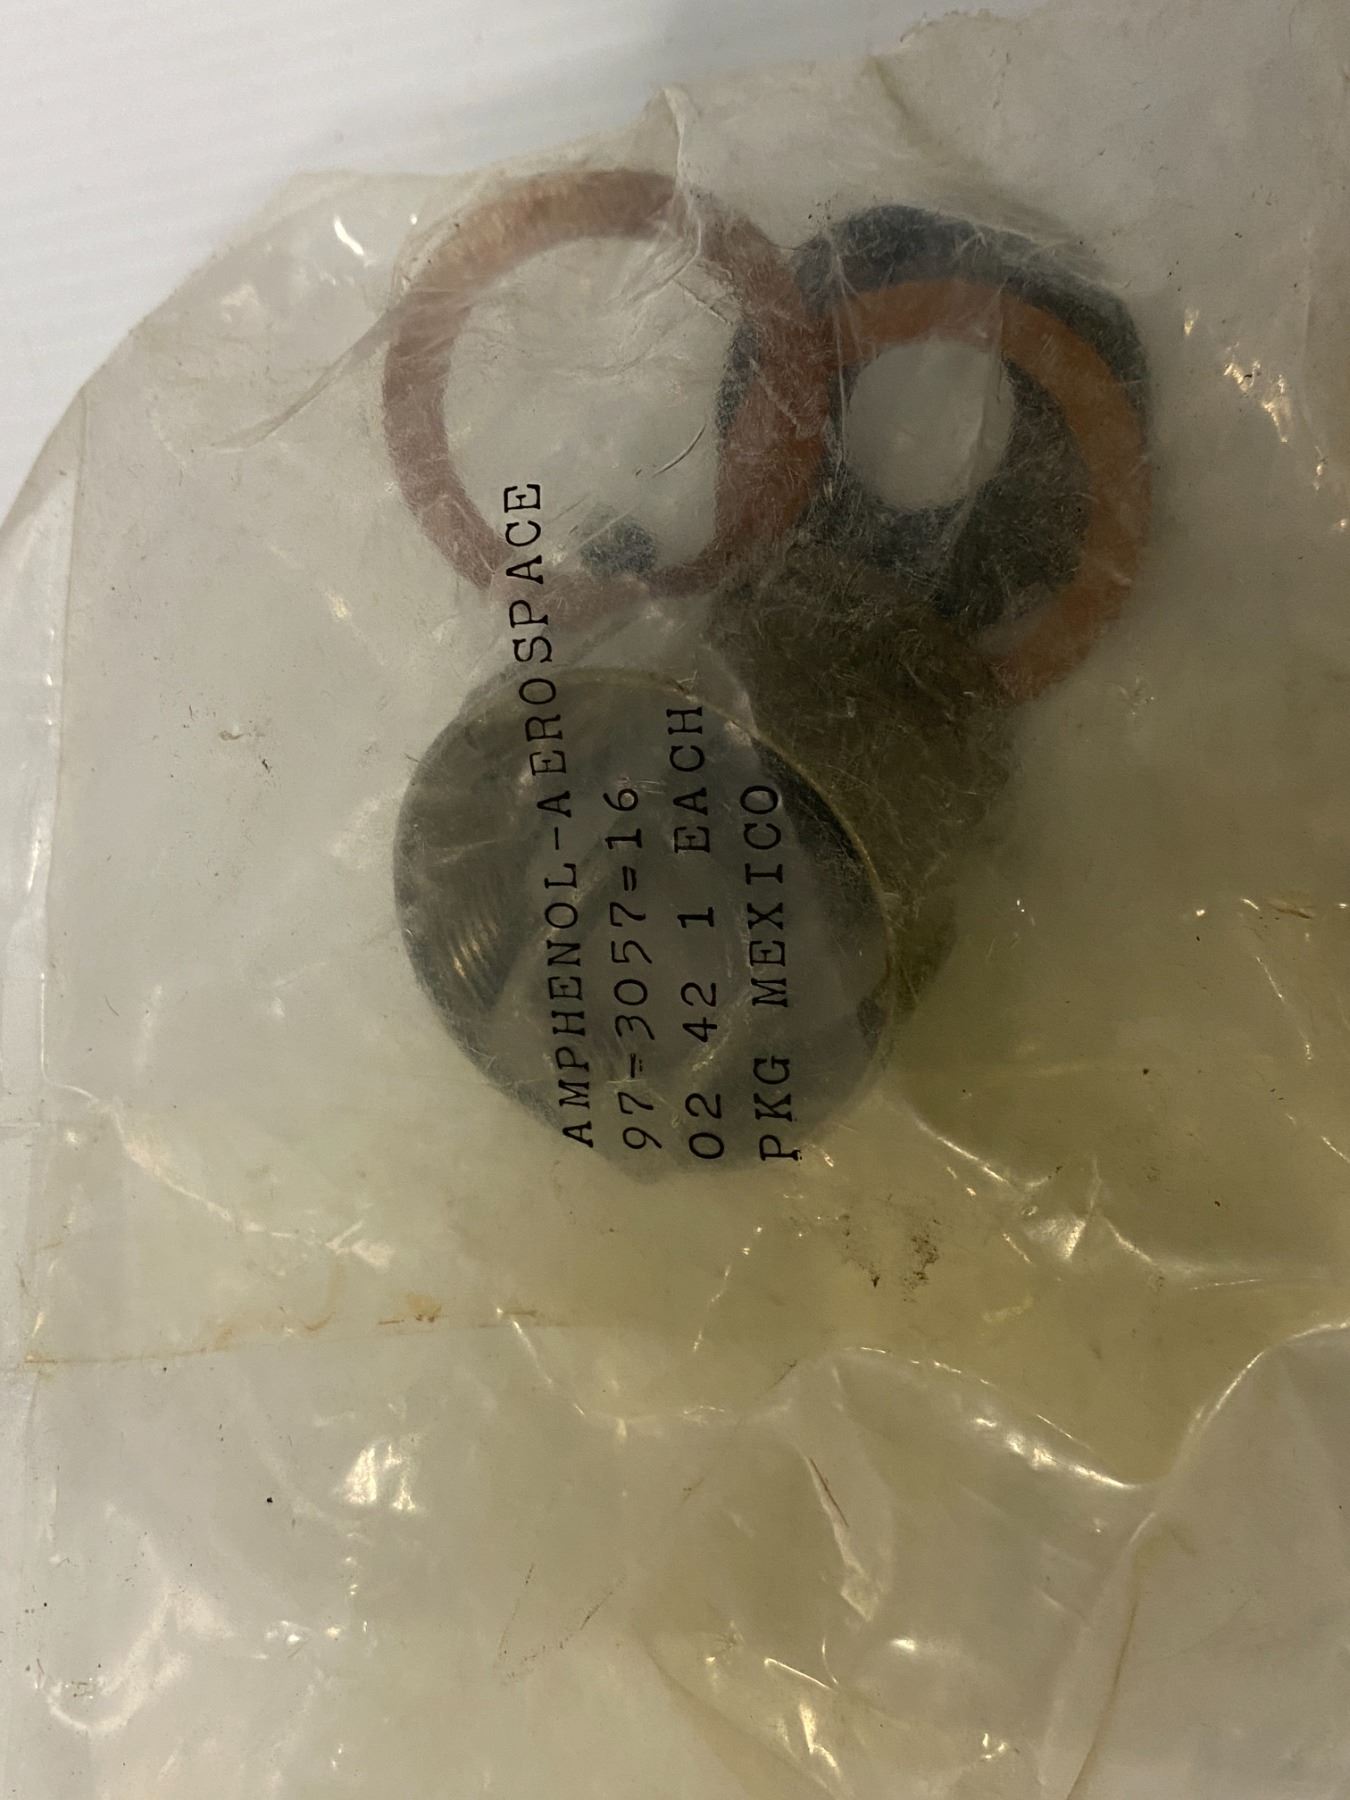 AMPHENOL-AEROSPACE
97=3057=16
02 42 1 EACH
PKG MEXICO